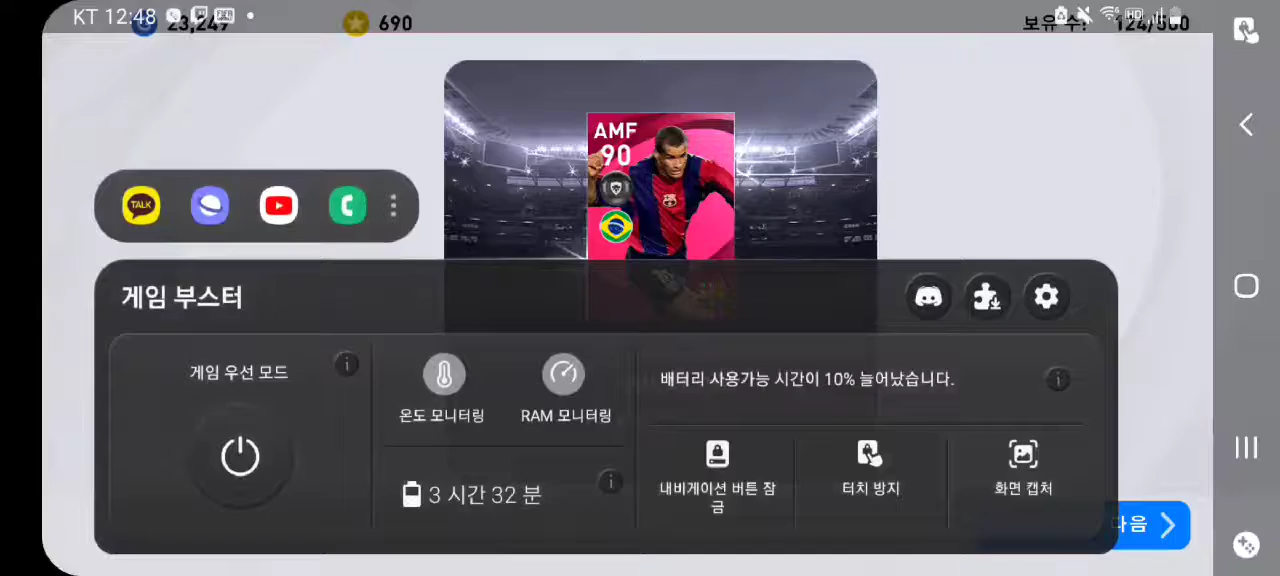 KT 12:48
23,249
690
보유 수:
124/500
AMF
90
TALK
게임 부스터
게임 우선 모드
온도 모니터링
RAM 모니터링
배터리 사용가능 시간이 10% 늘어났습니다.
3 시간 32 분
내비게이션 버튼 잠
금
터치 방지
화면 캡처
다음